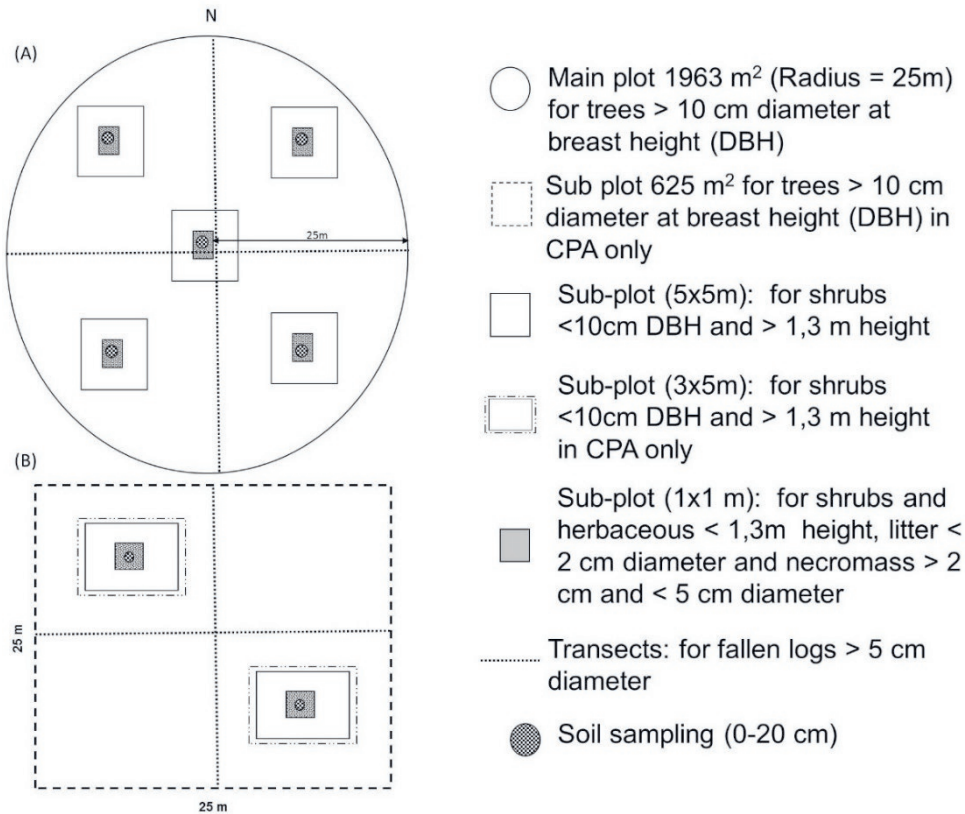 N
(A)
25m
(B)
25 m
25 m
Main plot 1963 m² (Radius = 25m)
for trees > 10 cm diameter at
breast height (DBH)
Sub plot 625 m² for trees > 10 cm
diameter at breast height (DBH) in
CPA only
Sub-plot (5x5m): for shrubs
<10cm DBH and > 1,3 m height
Sub-plot (3x5m): for shrubs
<10cm DBH and > 1,3 m height
in CPA only
Sub-plot (1x1 m): for shrubs and
herbaceous < 1,3m height, litter <
2 cm diameter and necromass > 2
cm and < 5 cm diameter
Transects: for fallen logs > 5 cm
diameter
Soil sampling (0-20 cm)